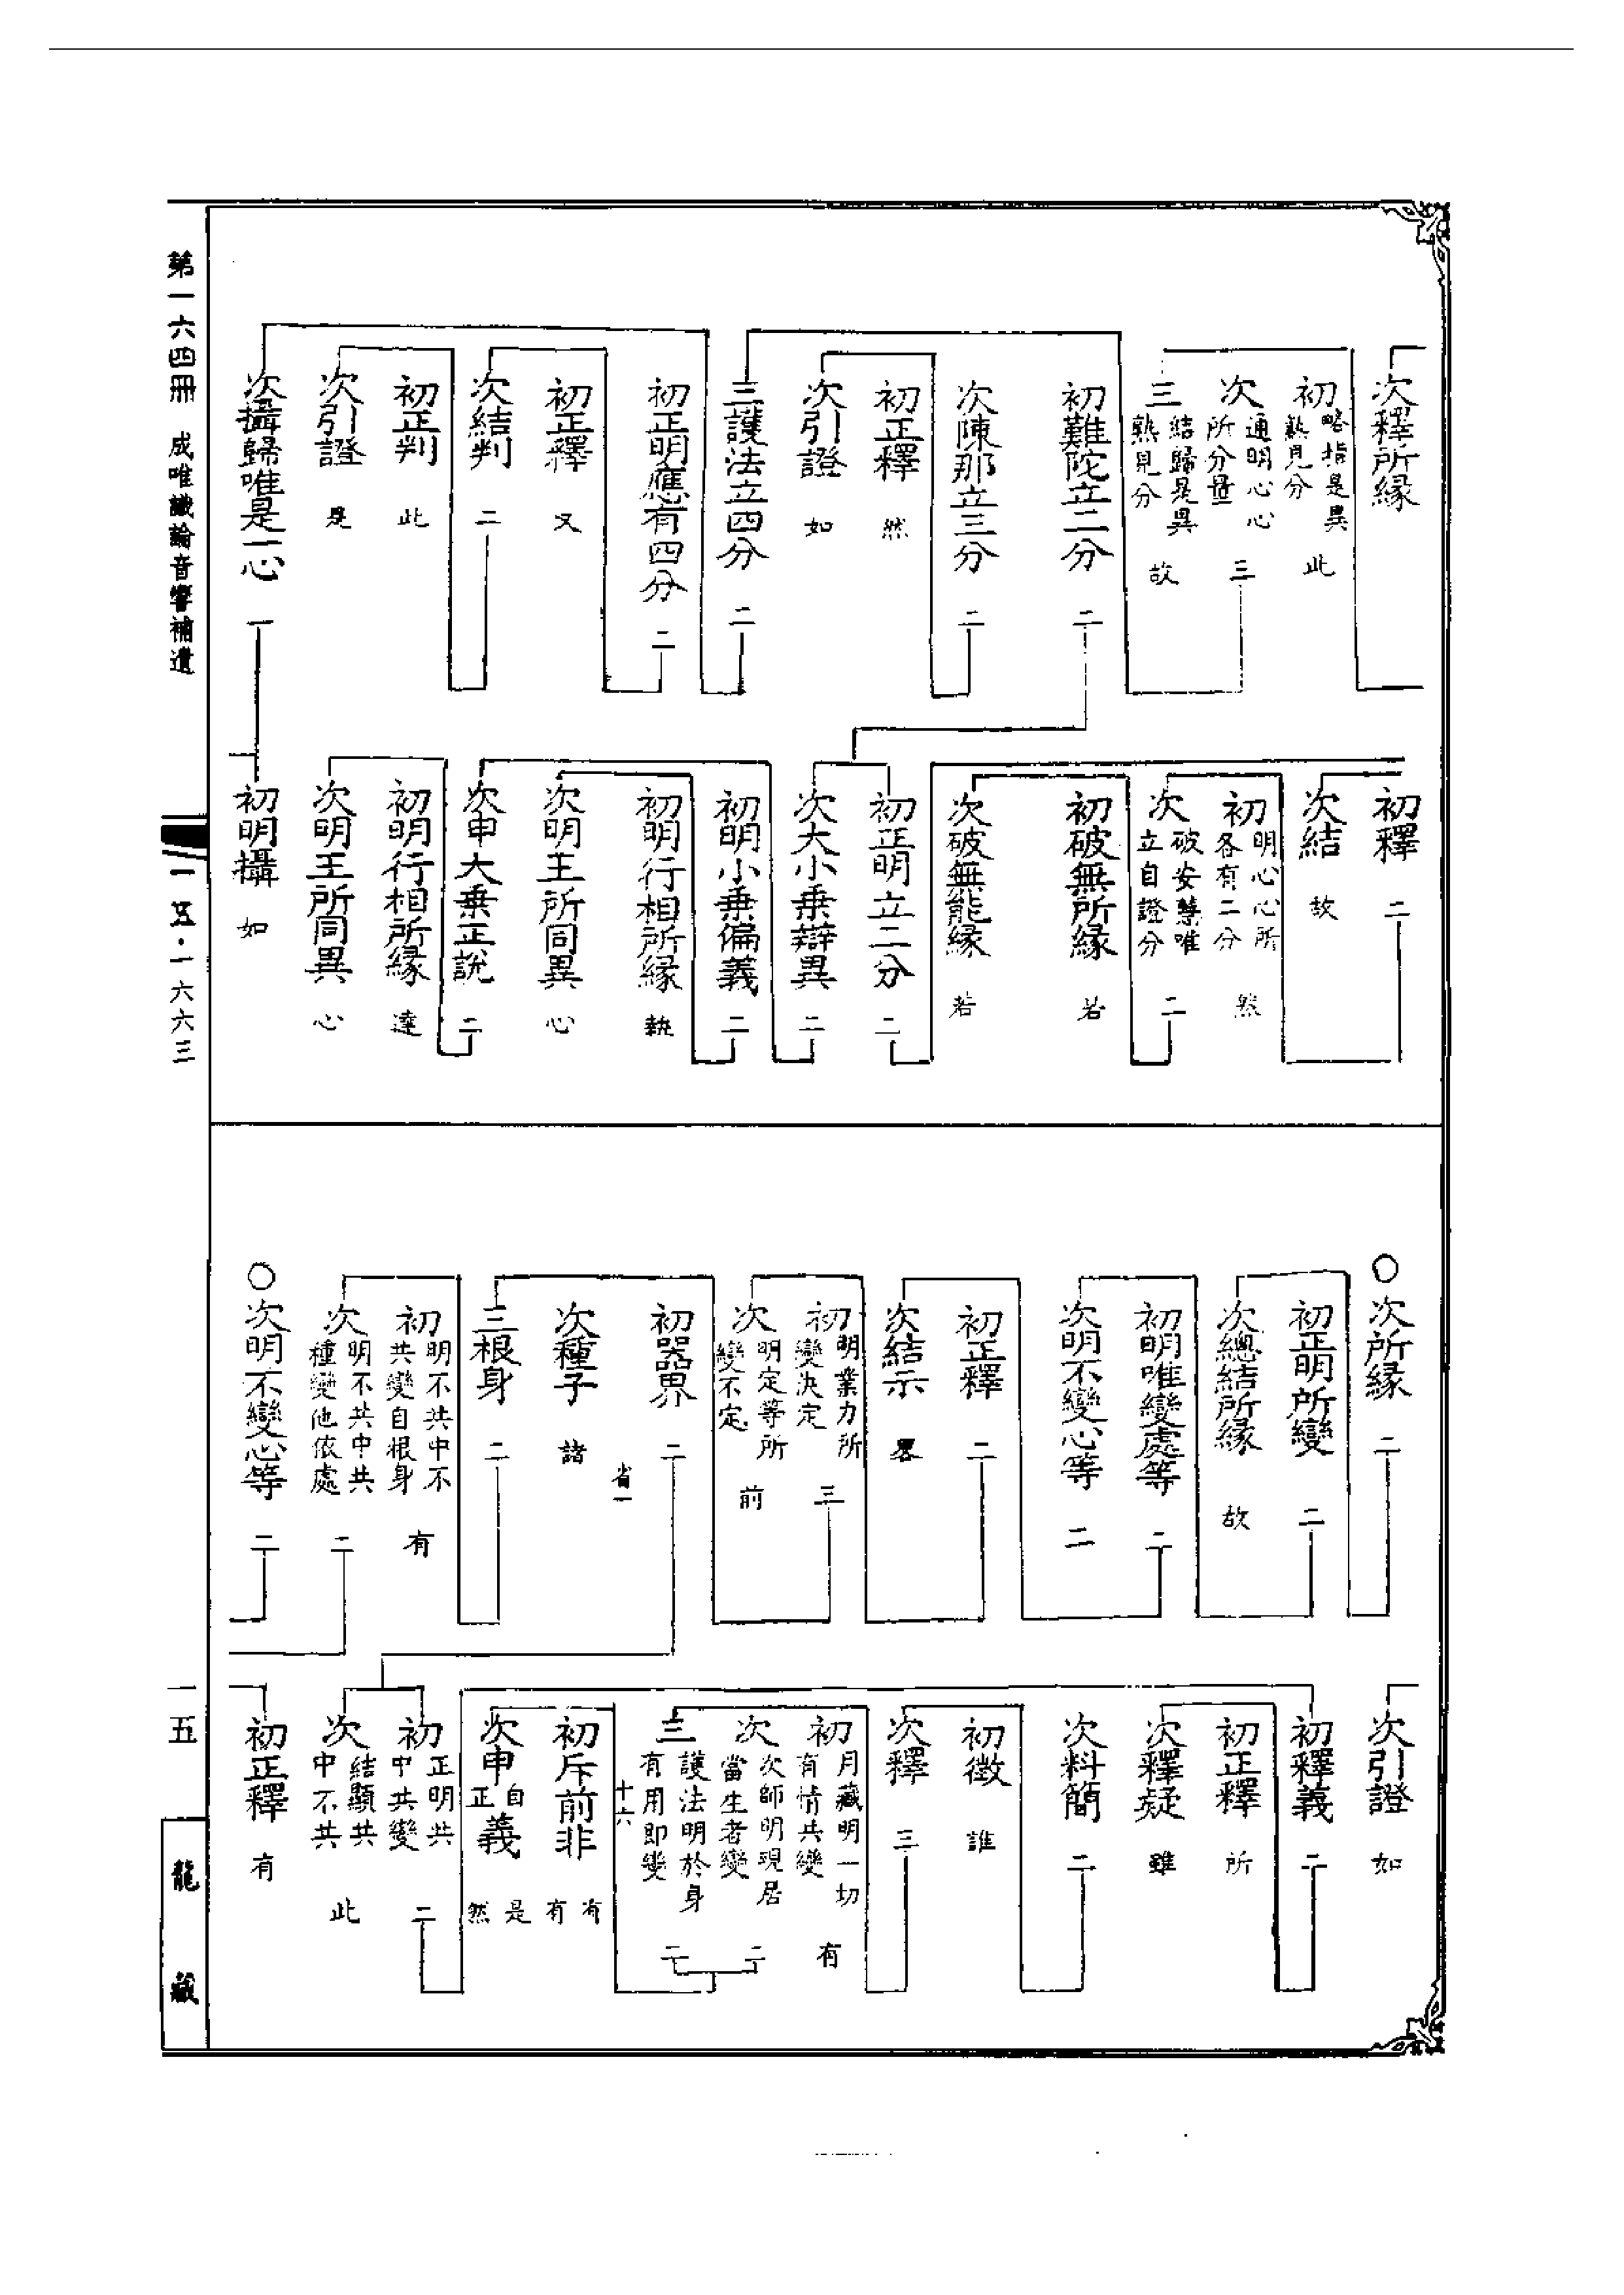 次釋所緣
初略指是異熟見分 此
次通明心心所分量 三
三結歸是異熟見分 故
初難陀立二分 二
次陳那立三分 二
初正釋 然
次引證 如
三護法立四分 二
初正明應有四分 二
初正釋 又
次結判 二
初正判 此
次引證 是
次攝歸唯是一心 一
初釋 二
次結 故
初明心心所各有二分 然
次破安慧唯立自證分 二
初破無所緣 若
次破無能緣 若
初正明立二分 二
次大小乘辯異 二
初明小乘偏義 二
初明行相所緣 執
次明王所同異 心
次申大乘正說 二
初明行相所緣 達
次明王所同異 心
初明攝 如
○次所緣 二
初正明所變 二
次總結所緣 故
初明唯變處等 二
次明不變心等 二
初正釋 二
次結示 畧
初明業力所變決定 三
次明定等所變不定 前
初器界 二
省一
次種子 諸
三根身 二
初明不共中不共變自根身 有
次明不共中共種變他依處 二
○次明不變心等 二
次引證 如
初釋義 二
初正釋 所
次釋疑 雖
次料簡 二
初徵 誰
次釋 三
初月藏明一切有情共變 有
次次師明現居當生者變 二
三護法明於身有用即變 二
十六
初斥前非 有有
次申自正義 是然
初正明共中共變 二
次結顯共中不共 此
初正釋 有
第一六四冊 成唯識論音響補遺
一一五·一六六三
一五
龍藏